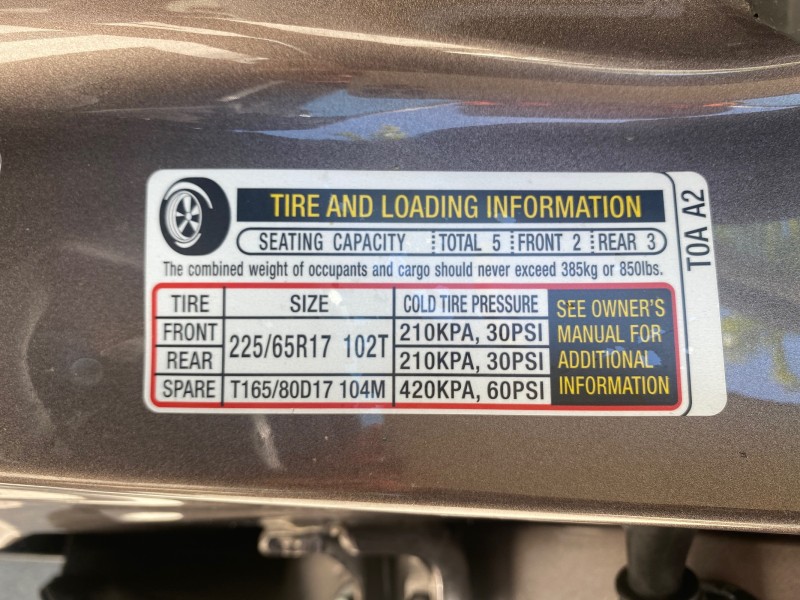 TIRE AND LOADING INFORMATION
SEATING CAPACITY TOTAL 5 FRONT 2 REAR 3
The combined weight of occupants and cargo should never exceed 385kg or 850lbs.
TIRE SIZE COLD TIRE PRESSURE
FRONT 225/65R17 102T 210KPA, 30PSI
REAR 210KPA, 30PSI
SPARE T165/80D17 104M 420KPA, 60PSI
SEE OWNER'S
MANUAL FOR
ADDITIONAL
INFORMATION
T0A A2